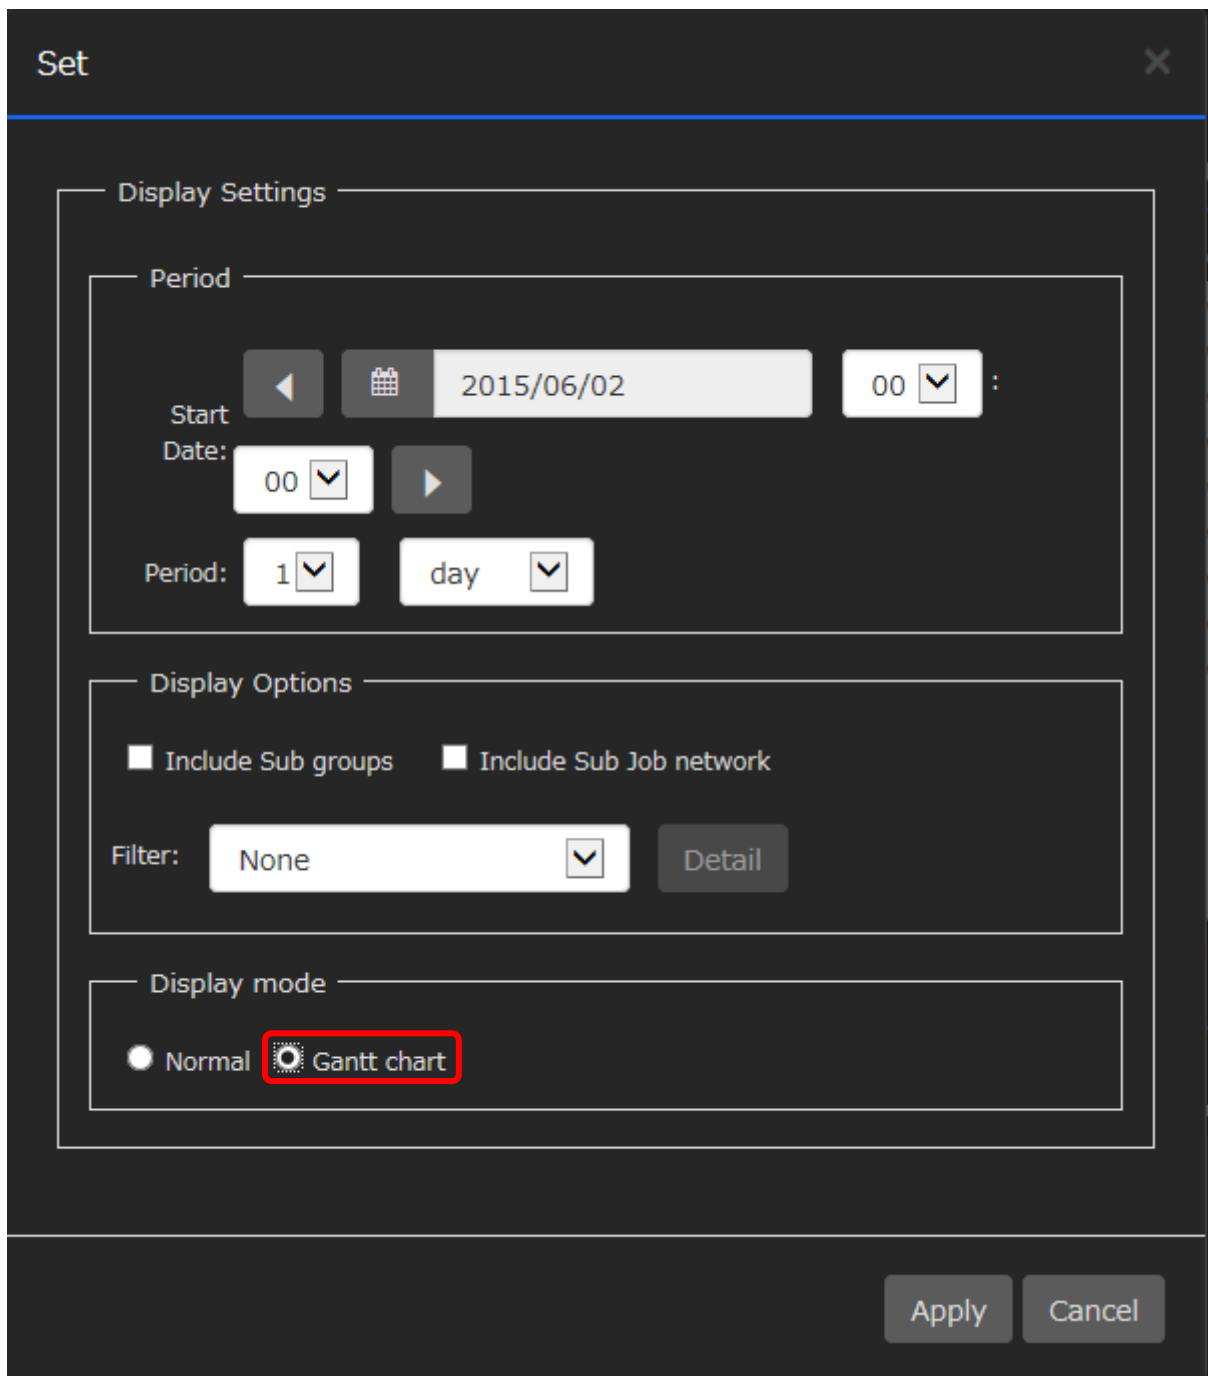 Set
Display Settings
Period
Start Date: 2015/06/02 00 :
00
Period: 1 day
Display Options
Include Sub groups Include Sub Job network
Filter: None Detail
Display mode
Normal Gantt chart
Apply Cancel